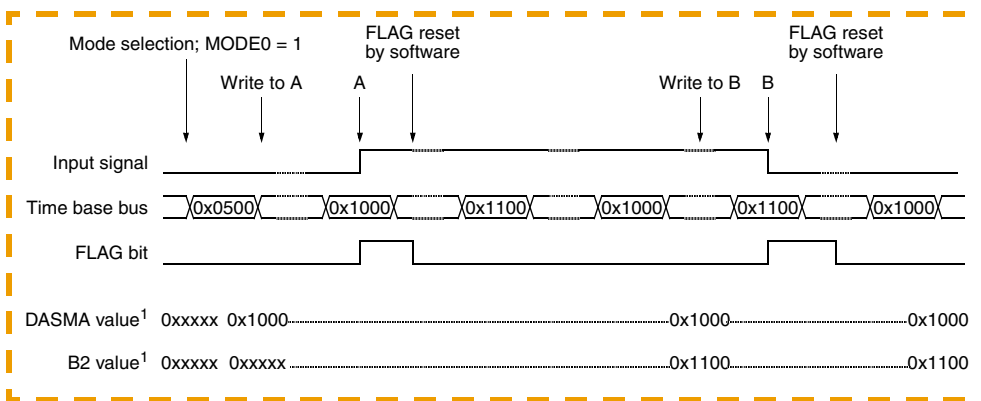 Mode selection; MODE0 = 1
FLAG reset
by software
FLAG reset
by software
Write to A A Write to B B
Input signal
Time base bus 0x0500 0x1000 0x1100 0x1000 0x1100 0x1000
FLAG bit
DASMA value1 0xxxxx 0x1000 0x1000 0x1000
B2 value1 0xxxxx 0xxxxx 0x1100 0x1100